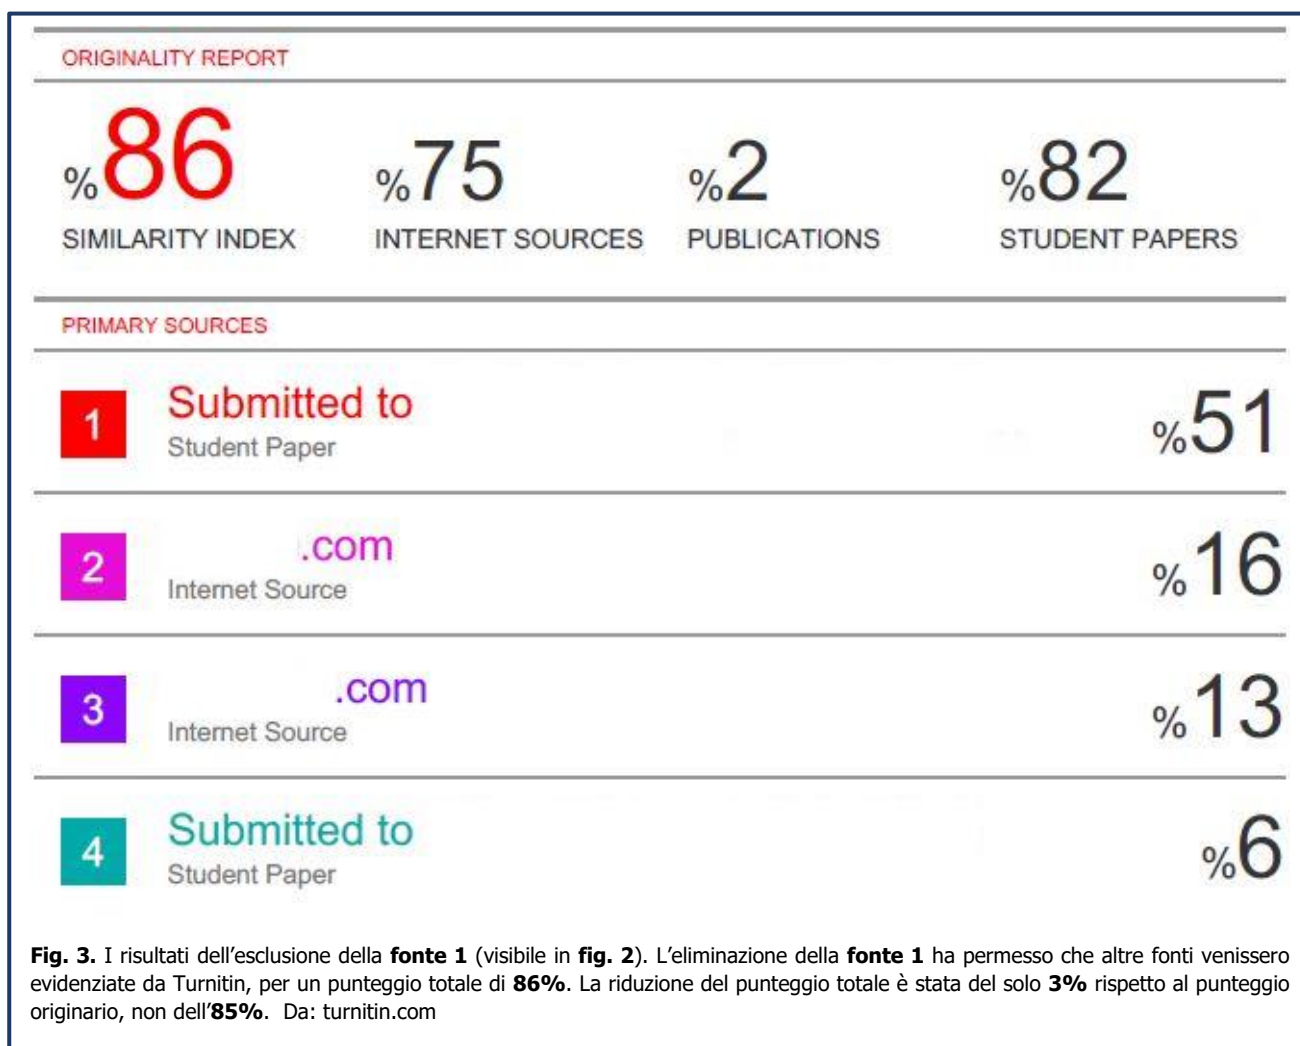 ORIGINALITY REPORT
%86 %75 %2 %82
SIMILARITY INDEX INTERNET SOURCES PUBLICATIONS STUDENT PAPERS
PRIMARY SOURCES
1 Submitted to %51
Student Paper
2 .com %16
Internet Source
3 .com %13
Internet Source
4 Submitted to %6
Student Paper
Fig. 3. I risultati dell'esclusione della fonte 1 (visibile in fig. 2). L'eliminazione della fonte 1 ha permesso che altre fonti venissero
evidenziate da Turnitin, per un punteggio totale di 86%. La riduzione del punteggio totale è stata del solo 3% rispetto al punteggio
originario, non dell'85%. Da: turnitin.com